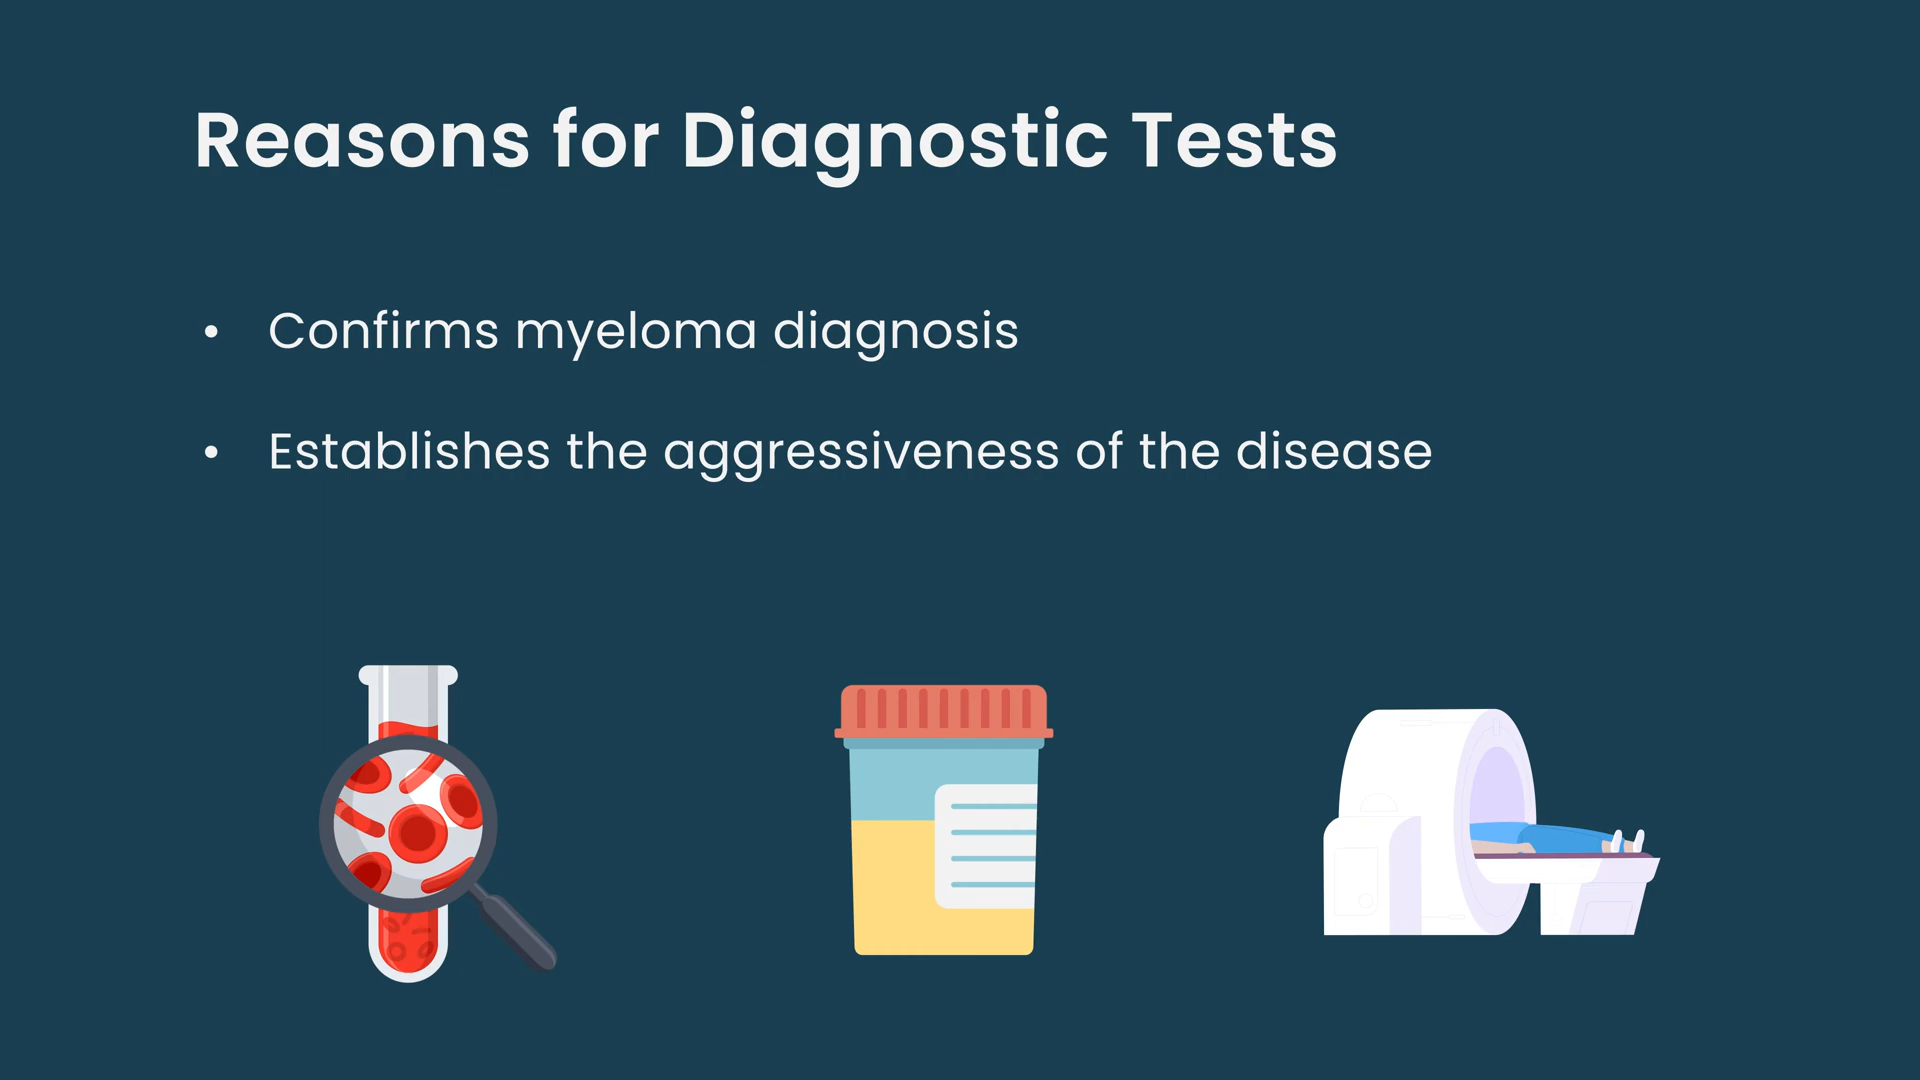 Reasons for Diagnostic Tests
• Confirms myeloma diagnosis
• Establishes the aggressiveness of the disease